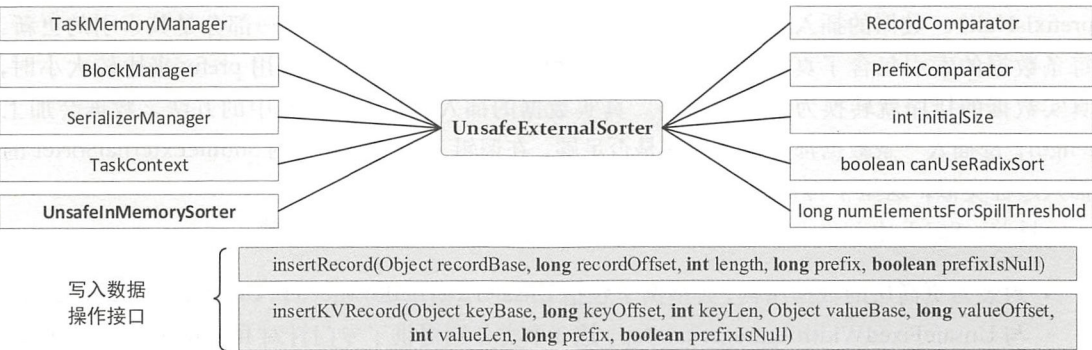 TaskMemoryManager
BlockManager
SerializerManager
TaskContext
UnsafeInMemorySorter
UnsafeExternalSorter
RecordComparator
PrefixComparator
int initialSize
boolean canUseRadixSort
long numElementsForSpillThreshold
写入数据
操作接口
insertRecord(Object recordBase, long recordOffset, int length, long prefix, boolean prefixIsNull)
insertKVRecord(Object keyBase, long keyOffset, int keyLen, Object valueBase, long valueOffset,
int valueLen, long prefix, boolean prefixIsNull)